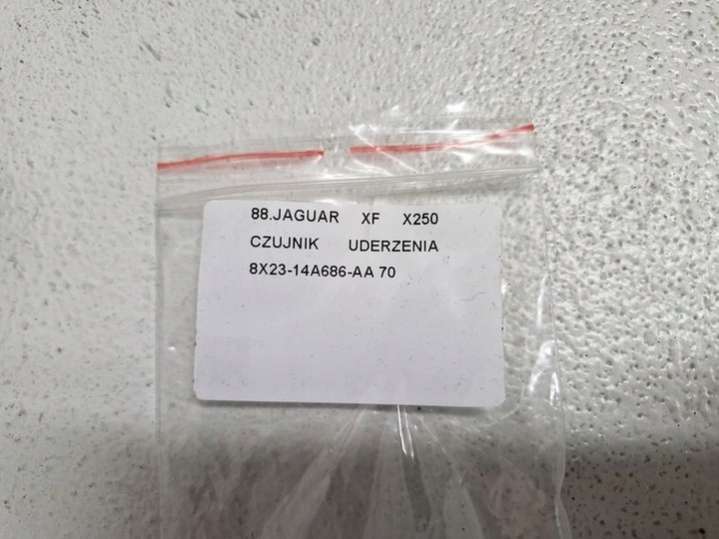 88.JAGUAR XF X250
CZUJNIK UDERZENIA
8X23-14A686-AA 70